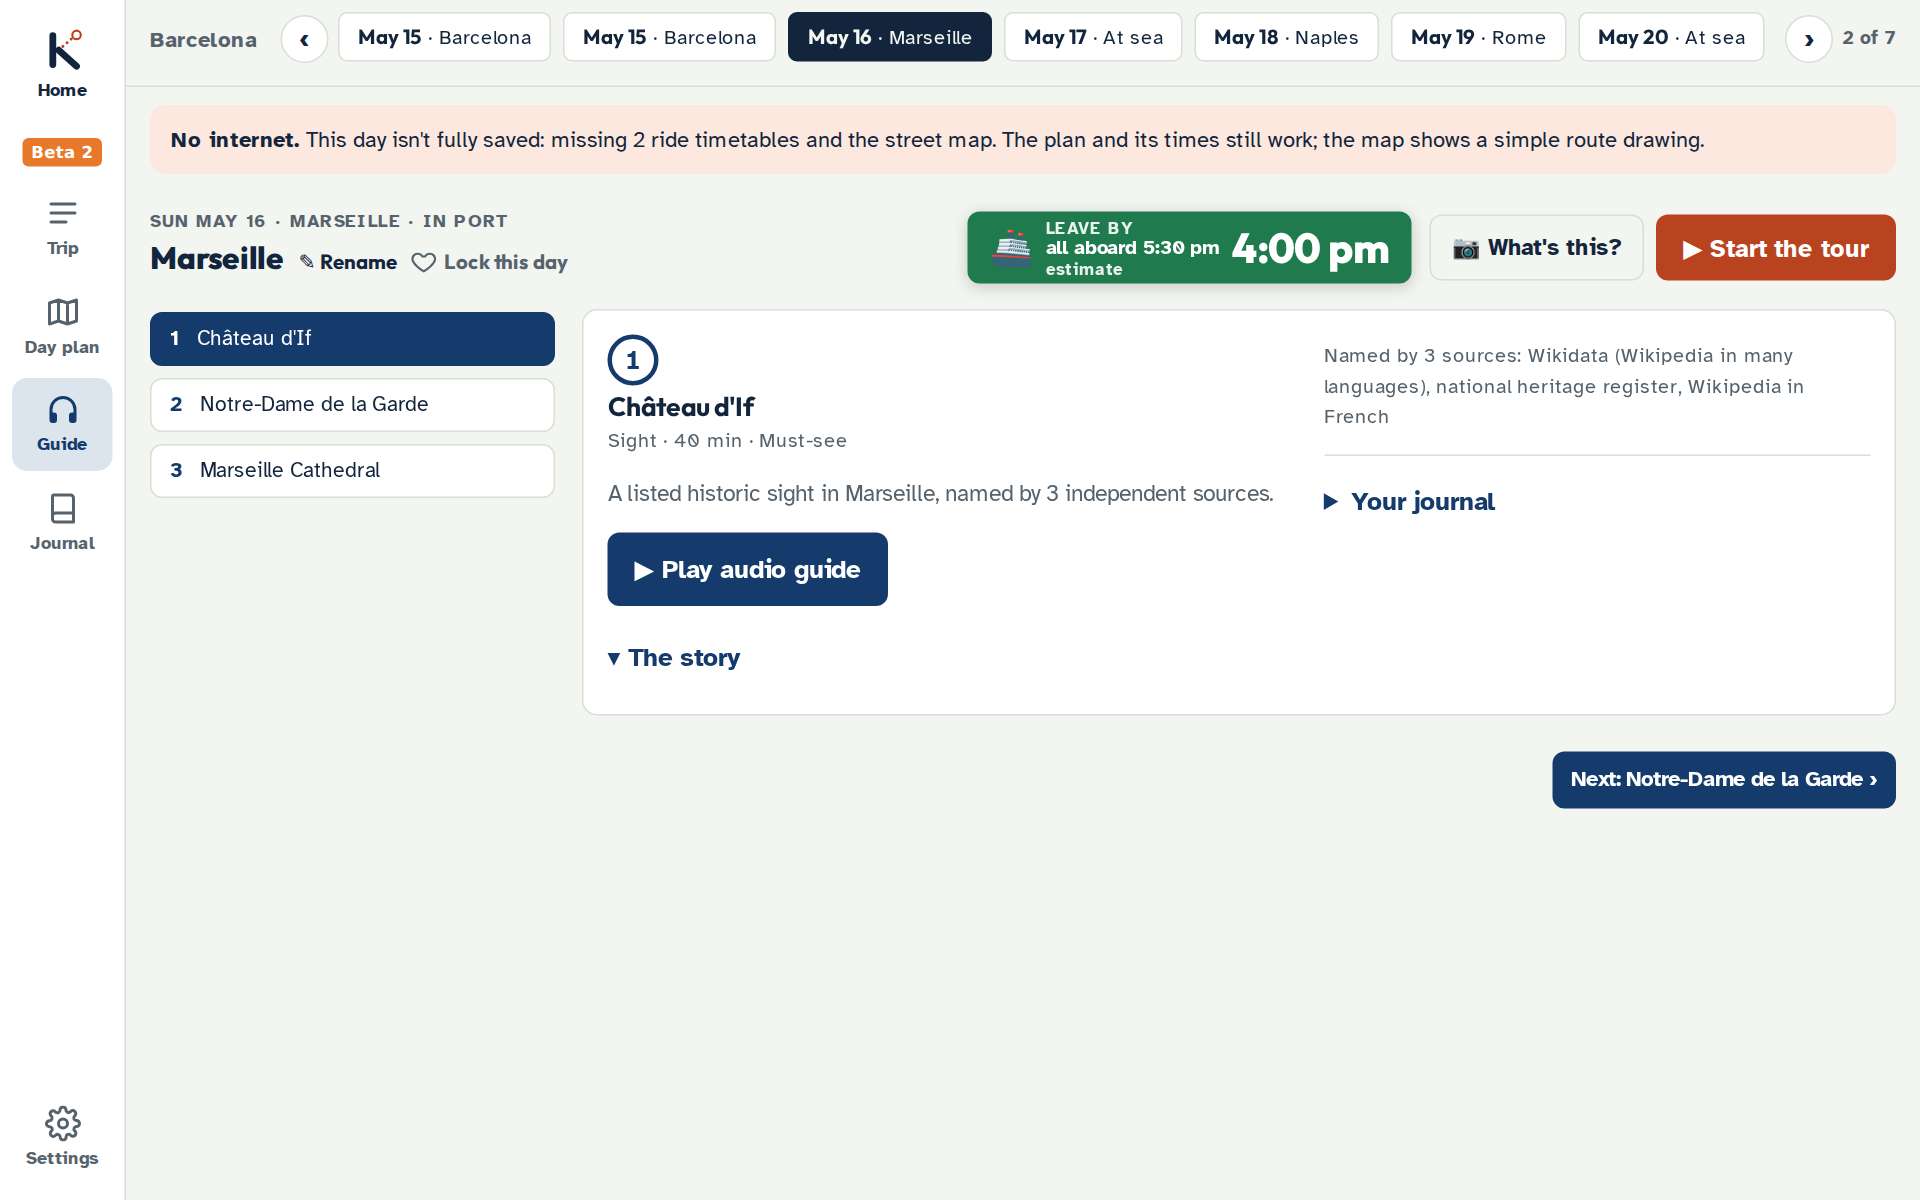 Home
Beta 2
Trip
Day plan
Guide
Journal
Settings
Barcelona
‹
May 15 · Barcelona
May 15 · Barcelona
May 16 · Marseille
May 17 · At sea
May 18 · Naples
May 19 · Rome
May 20 · At sea
›
2 of 7
No internet. This day isn't fully saved: missing 2 ride timetables and the street map. The plan and its times still work; the map shows a simple route drawing.
SUN MAY 16 · MARSEILLE · IN PORT
Marseille ✎ Rename Lock this day
LEAVE BY
all aboard 5:30 pm
estimate
4:00 pm
What's this?
▶ Start the tour
1 Château d'If
2 Notre-Dame de la Garde
3 Marseille Cathedral
1
Château d'If
Sight · 40 min · Must-see
A listed historic sight in Marseille, named by 3 independent sources.
▶ Play audio guide
▼ The story
Named by 3 sources: Wikidata (Wikipedia in many
languages), national heritage register, Wikipedia in
French
▶ Your journal
Next: Notre-Dame de la Garde ›